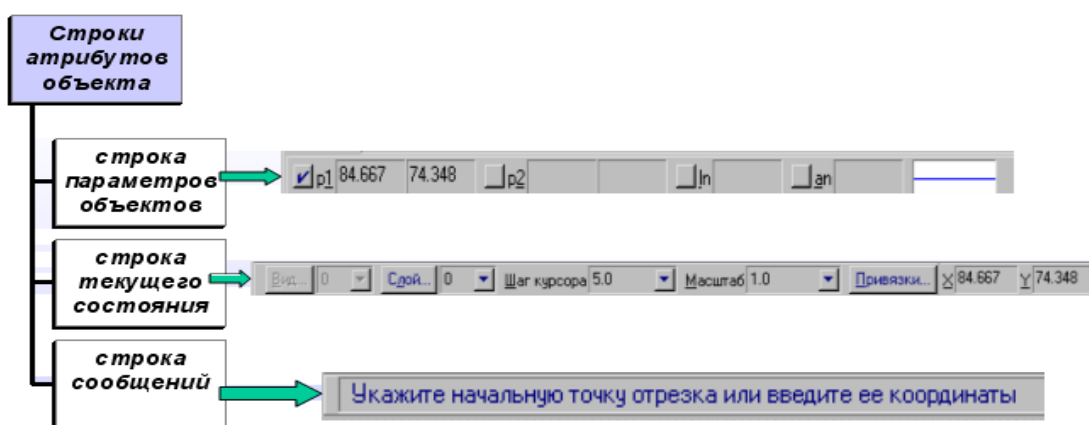 Строки
атрибутов
объекта
строка
параметров
объектов
p1 84.667 74.348 p2 ln an
строка
текущего
состояния
Вид... 0 Слой... 0 Шаг курсора 5.0 Масштаб 1.0 Привязки... X 84.667 Y 74.348
строка
сообщений
Укажите начальную точку отрезка или введите ее координаты